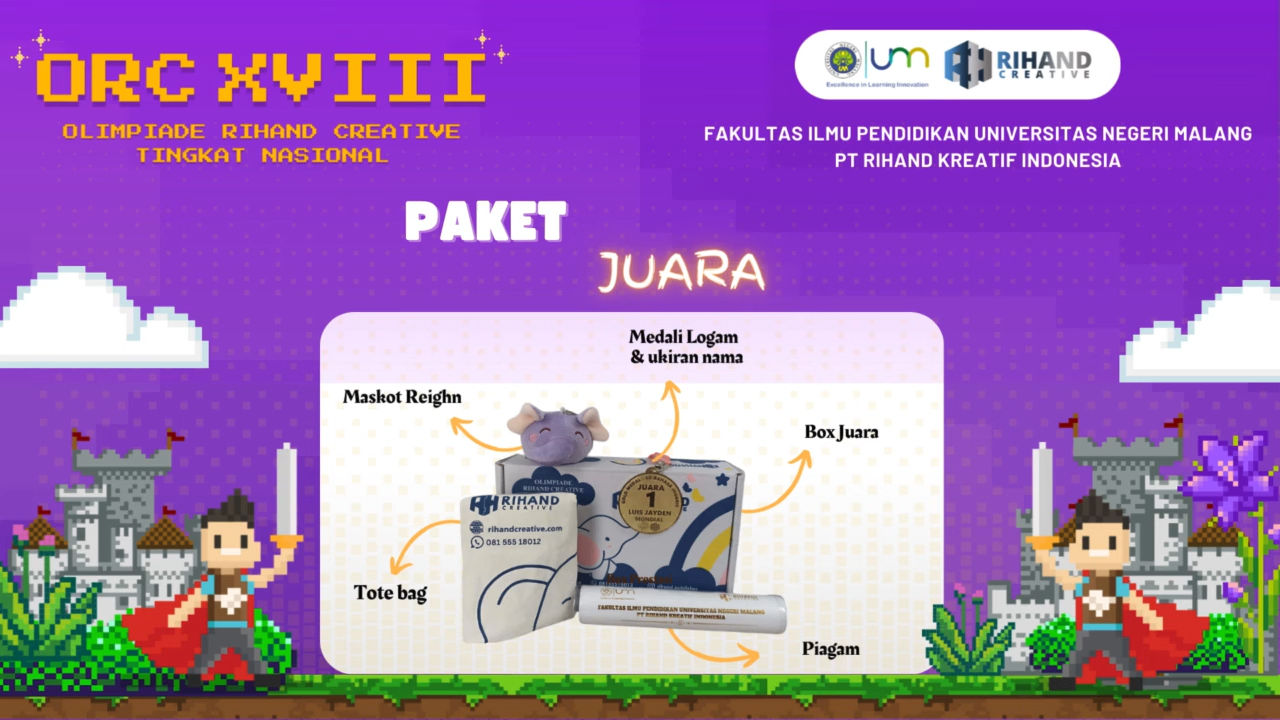 ORC XVIII
OLIMPIADE RIHAND CREATIVE
TINGKAT NASIONAL
UM
Excellence in Learning Innovation
RIHAND
CREATIVE
FAKULTAS ILMU PENDIDIKAN UNIVERSITAS NEGERI MALANG
PT RIHAND KREATIF INDONESIA
PAKET
JUARA
Medali Logam
& ukiran nama
Maskot Reighn
Box Juara
OLIMPIADE
RIHAND CREATIVE
JUARA
1
LUIS JAYDEN
MONDIAL
RIHAND
CREATIVE
rihandcreative.com
081 555 18012
Tote bag
FAKULTAS ILMU PENDIDIKAN UNIVERSITAS NEGERI MALANG
PT RIHAND KREATIF INDONESIA
Piagam